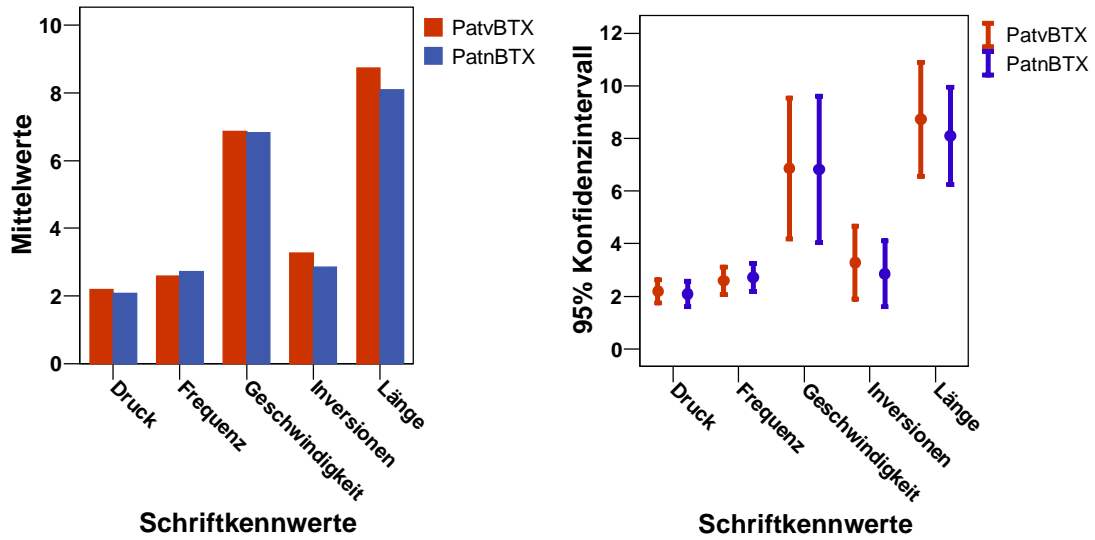 10
8
6
4
2
0
Mittelwerte
PatvBTX
PatnBTX
Druck
Frequenz
Geschwindigkeit
Inversionen
Länge
Schriftkennwerte
12
10
8
6
4
2
0
95% Konfidenzintervall
PatvBTX
PatnBTX
Druck
Frequenz
Geschwindigkeit
Inversionen
Länge
Schriftkennwerte